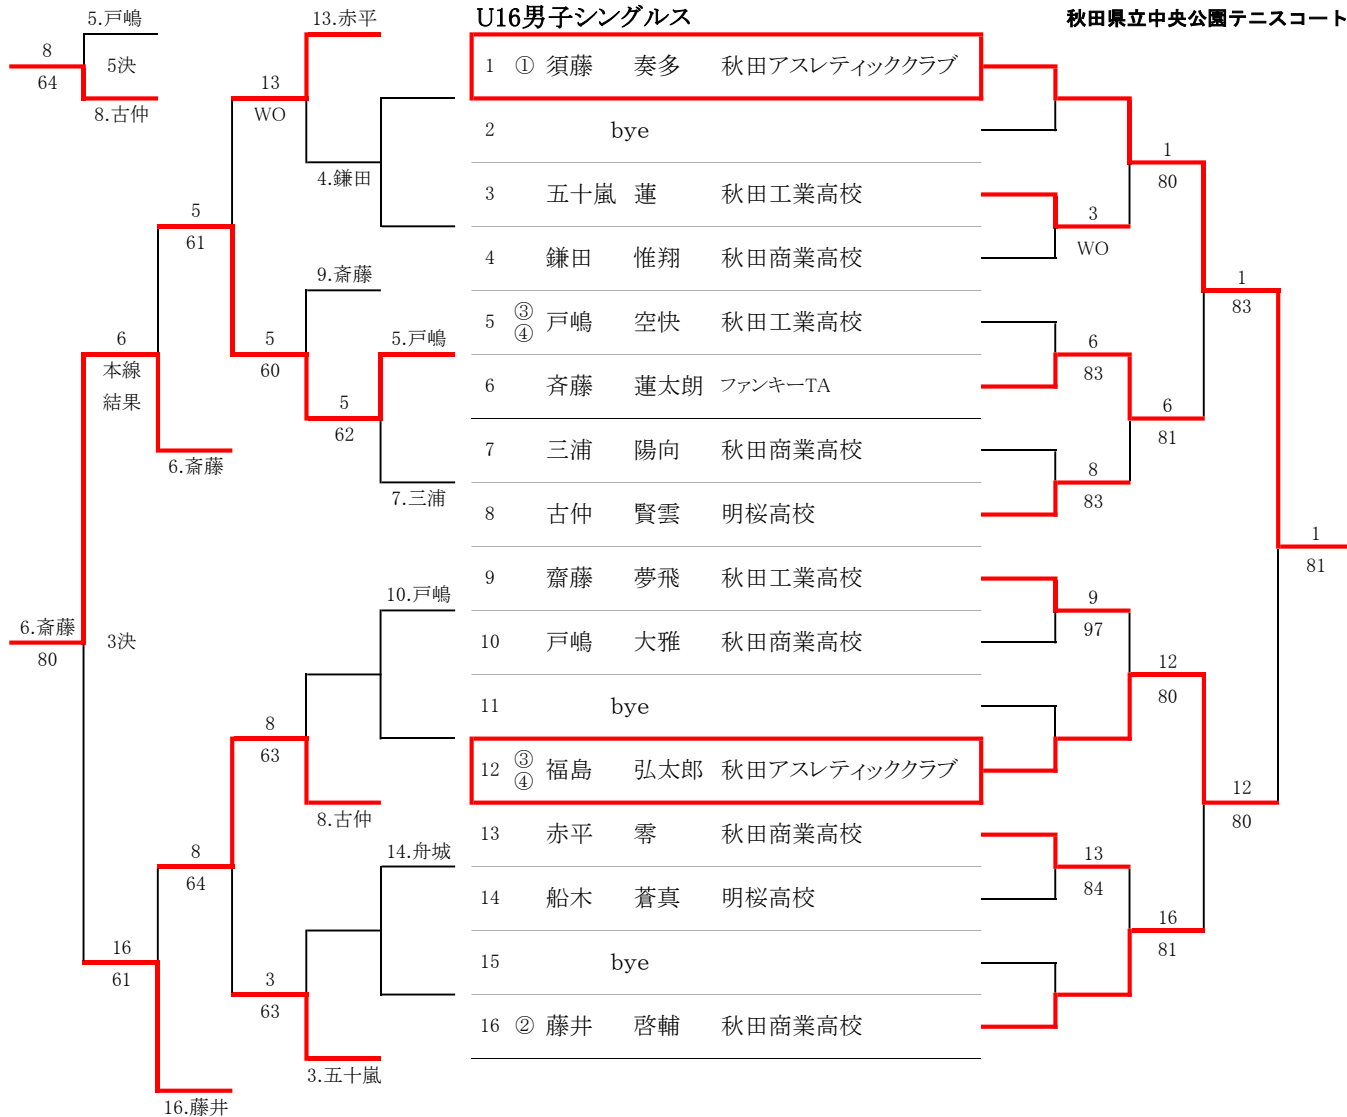 U16男子シングルス
秋田県立中央公園テニスコート
1 ① 須藤 奏多 秋田アスレティッククラブ
2 bye
3 五十嵐 蓮 秋田工業高校
4 鎌田 惟翔 秋田商業高校
5 ③④ 戸嶋 空快 秋田工業高校
6 斉藤 蓮太朗 ファンキーTA
7 三浦 陽向 秋田商業高校
8 古仲 賢雲 明桜高校
9 齋藤 夢飛 秋田工業高校
10 戸嶋 大雅 秋田商業高校
11 bye
12 ③④ 福島 弘太郎 秋田アスレティッククラブ
13 赤平 零 秋田商業高校
14 船木 蒼真 明桜高校
15 bye
16 ② 藤井 啓輔 秋田商業高校
5.戸嶋
8
5決
64
8.古仲
13.赤平
13
WO
4.鎌田
5
61
9.斎藤
5
60
5.戸嶋
5
62
7.三浦
6
本線
結果
6.斎藤
6.斎藤
80
3決
10.戸嶋
8
63
8.古仲
8
64
14.舟城
3
63
3.五十嵐
16
61
16.藤井
3
WO
1
80
6
83
8
83
6
81
1
83
9
97
12
80
13
84
16
81
12
80
1
81